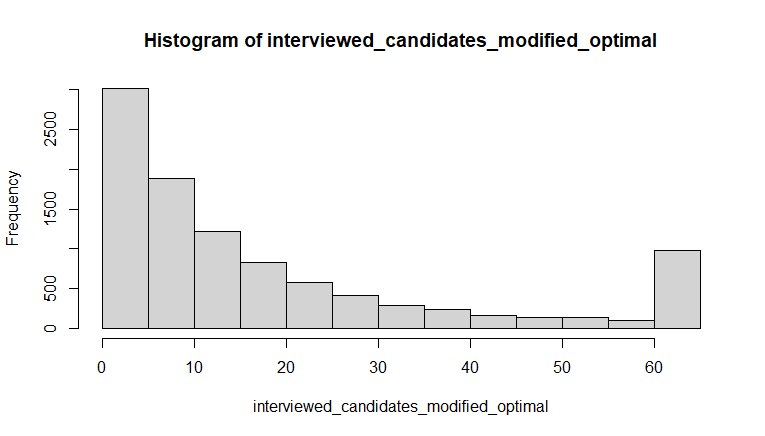 Histogram of interviewed_candidates_modified_optimal
Frequency
2500
1500
500
0
0 10 20 30 40 50 60
interviewed_candidates_modified_optimal